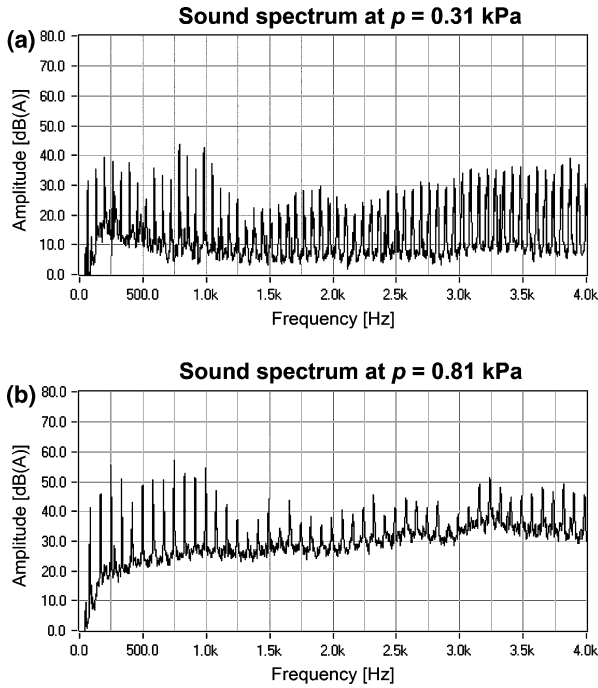 Sound spectrum at p = 0.31 kPa
(a)
80.0
70.0
60.0
50.0
40.0
30.0
20.0
10.0
0.0
Amplitude [dB(A)]
0.0 500.0 1.0k 1.5k 2.0k 2.5k 3.0k 3.5k 4.0k
Frequency [Hz]
Sound spectrum at p = 0.81 kPa
(b)
80.0
70.0
60.0
50.0
40.0
30.0
20.0
10.0
0.0
Amplitude [dB(A)]
0.0 500.0 1.0k 1.5k 2.0k 2.5k 3.0k 3.5k 4.0k
Frequency [Hz]